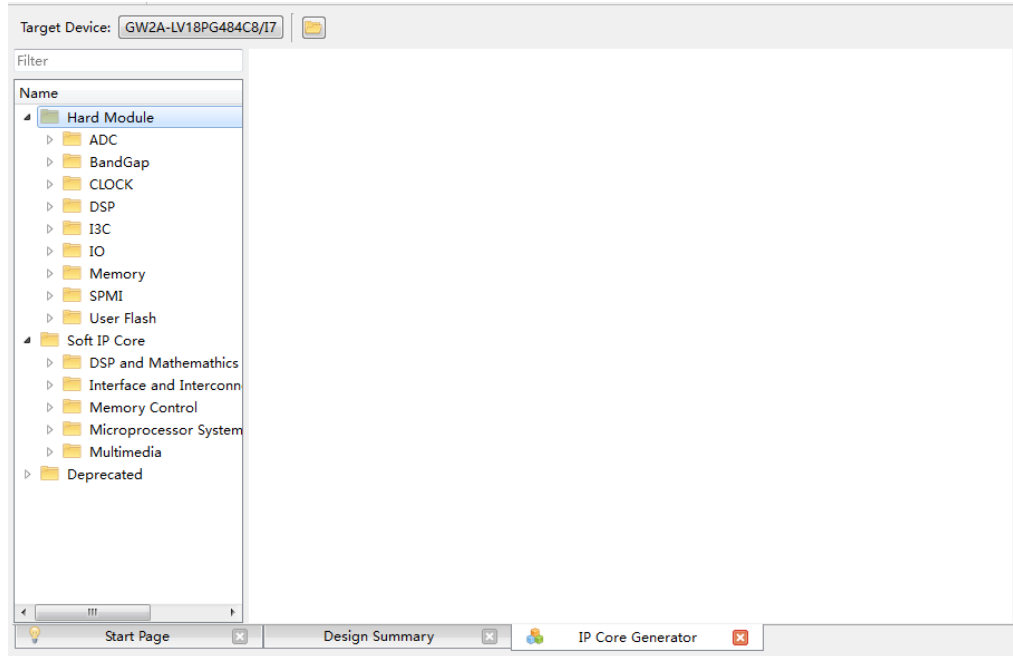 Target Device: GW2A-LV18PG484C8/I7
Filter
Name
Hard Module
ADC
BandGap
CLOCK
DSP
I3C
IO
Memory
SPMI
User Flash
Soft IP Core
DSP and Mathemathics
Interface and Interconn
Memory Control
Microprocessor System
Multimedia
Deprecated
Start Page Design Summary IP Core Generator